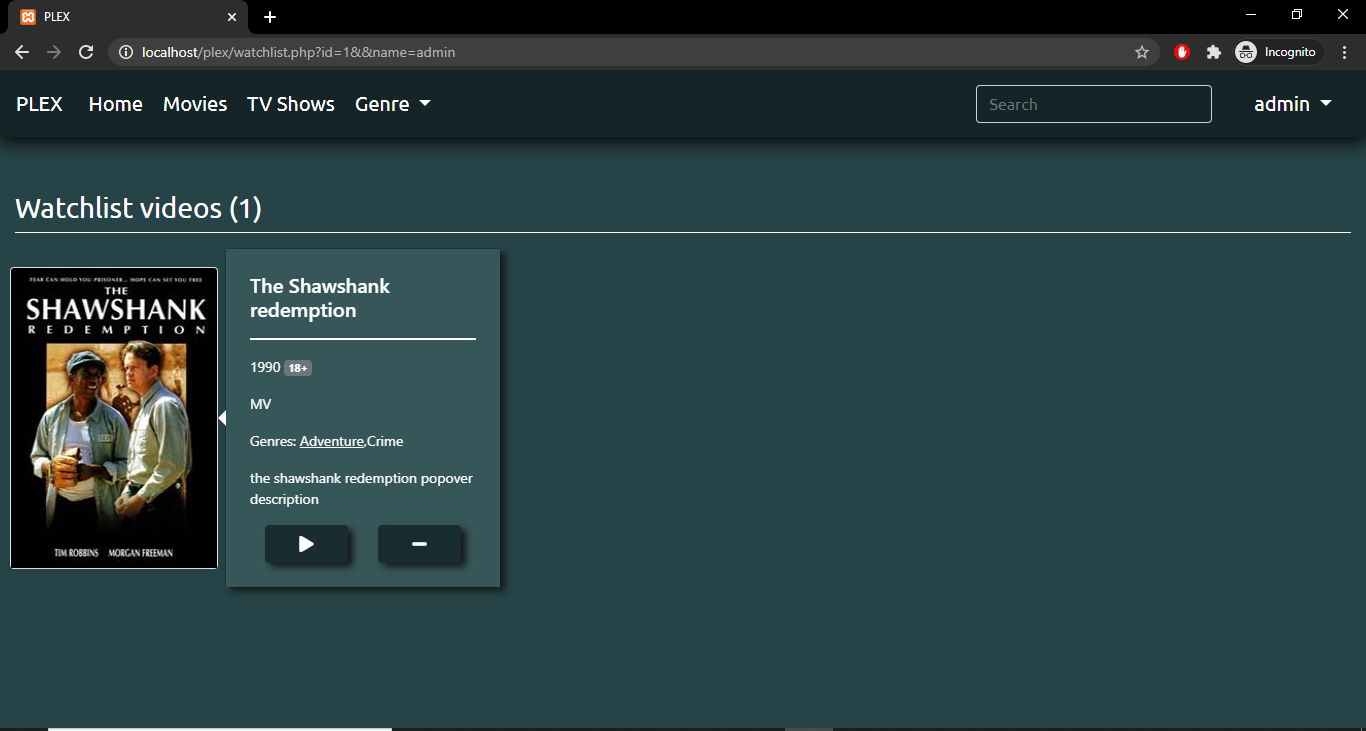 PLEX
localhost/plex/watchlist.php?id=1&&name=admin
Incognito
PLEX Home Movies TV Shows Genre Search admin
Watchlist videos (1)
FEAR CAN HOLD YOU PRISONER... HOPE CAN SET YOU FREE
THE
SHAWSHANK
REDEMPTION
TIM ROBBINS MORGAN FREEMAN
The Shawshank
redemption
1990 18+
MV
Genres: Adventure,Crime
the shawshank redemption popover
description